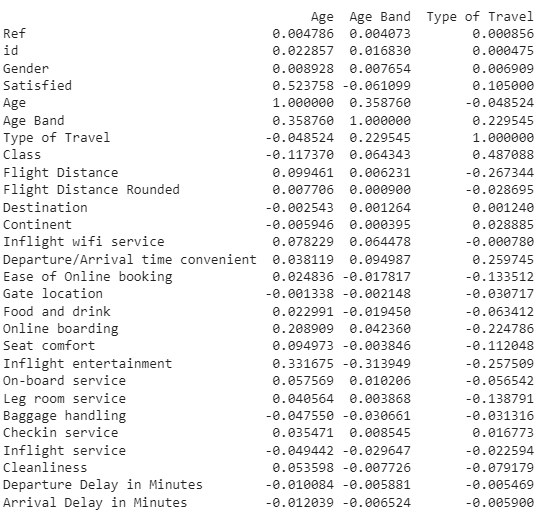 Age Age Band Type of Travel
Ref 0.004786 0.004073 0.000856
id 0.022857 0.016830 0.000475
Gender 0.008928 0.007654 0.006909
Satisfied 0.523758 -0.061099 0.105000
Age 1.000000 0.358760 -0.048524
Age Band 0.358760 1.000000 0.229545
Type of Travel -0.048524 0.229545 1.000000
Class -0.117370 0.064343 0.487088
Flight Distance 0.099461 0.006231 -0.267344
Flight Distance Rounded 0.007706 0.000900 -0.028695
Destination -0.002543 0.001264 0.001240
Continent -0.005946 0.000395 0.028885
Inflight wifi service 0.078229 0.064478 -0.000780
Departure/Arrival time convenient 0.038119 0.094987 0.259745
Ease of Online booking 0.024836 -0.017817 -0.133512
Gate location -0.001338 -0.002148 -0.030717
Food and drink 0.022991 -0.019450 -0.063412
Online boarding 0.208909 0.042360 -0.224786
Seat comfort 0.094973 -0.003846 -0.112048
Inflight entertainment 0.331675 -0.313949 -0.257509
On-board service 0.057569 0.010206 -0.056542
Leg room service 0.040564 0.003868 -0.138791
Baggage handling -0.047550 -0.030661 -0.031316
Checkin service 0.035471 0.008545 0.016773
Inflight service -0.049442 -0.029647 -0.022594
Cleanliness 0.053598 -0.007726 -0.079179
Departure Delay in Minutes -0.010084 -0.005881 -0.005469
Arrival Delay in Minutes -0.012039 -0.006524 -0.005900